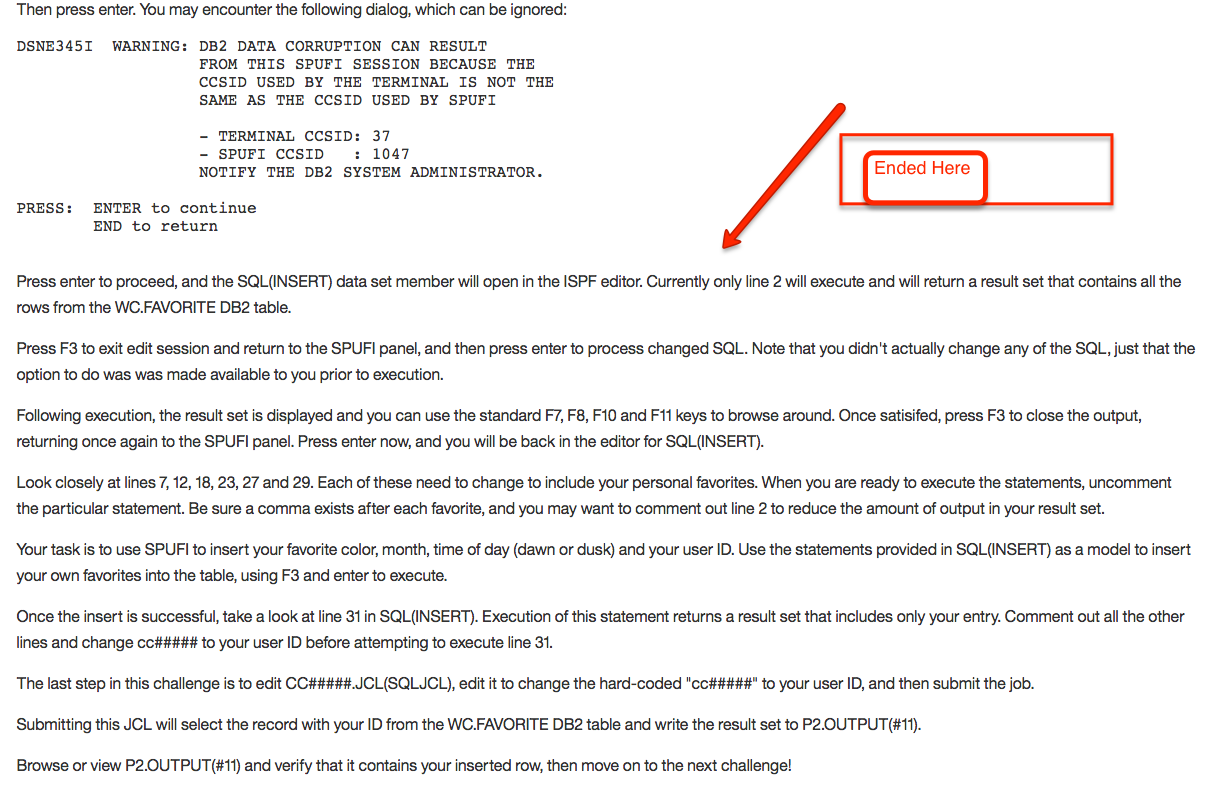 Then press enter. You may encounter the following dialog, which can be ignored:
DSNE345I  WARNING: DB2 DATA CORRUPTION CAN RESULT
FROM THIS SPUFI SESSION BECAUSE THE
CCSID USED BY THE TERMINAL IS NOT THE
SAME AS THE CCSID USED BY SPUFI
- TERMINAL CCSID: 37
- SPUFI CCSID   : 1047
NOTIFY THE DB2 SYSTEM ADMINISTRATOR.
Ended Here
PRESS:  ENTER to continue
END to return
Press enter to proceed, and the SQL(INSERT) data set member will open in the ISPF editor. Currently only line 2 will execute and will return a result set that contains all the
rows from the WC.FAVORITE DB2 table.
Press F3 to exit edit session and return to the SPUFI panel, and then press enter to process changed SQL. Note that you didn't actually change any of the SQL, just that the
option to do was was made available to you prior to execution.
Following execution, the result set is displayed and you can use the standard F7, F8, F10 and F11 keys to browse around. Once satisifed, press F3 to close the output,
returning once again to the SPUFI panel. Press enter now, and you will be back in the editor for SQL(INSERT).
Look closely at lines 7, 12, 18, 23, 27 and 29. Each of these need to change to include your personal favorites. When you are ready to execute the statements, uncomment
the particular statement. Be sure a comma exists after each favorite, and you may want to comment out line 2 to reduce the amount of output in your result set.
Your task is to use SPUFI to insert your favorite color, month, time of day (dawn or dusk) and your user ID. Use the statements provided in SQL(INSERT) as a model to insert
your own favorites into the table, using F3 and enter to execute.
Once the insert is successful, take a look at line 31 in SQL(INSERT). Execution of this statement returns a result set that includes only your entry. Comment out all the other
lines and change cc##### to your user ID before attempting to execute line 31.
The last step in this challenge is to edit CC#####.JCL(SQLJCL), edit it to change the hard-coded "cc#####" to your user ID, and then submit the job.
Submitting this JCL will select the record with your ID from the WC.FAVORITE DB2 table and write the result set to P2.OUTPUT(#11).
Browse or view P2.OUTPUT(#11) and verify that it contains your inserted row, then move on to the next challenge!